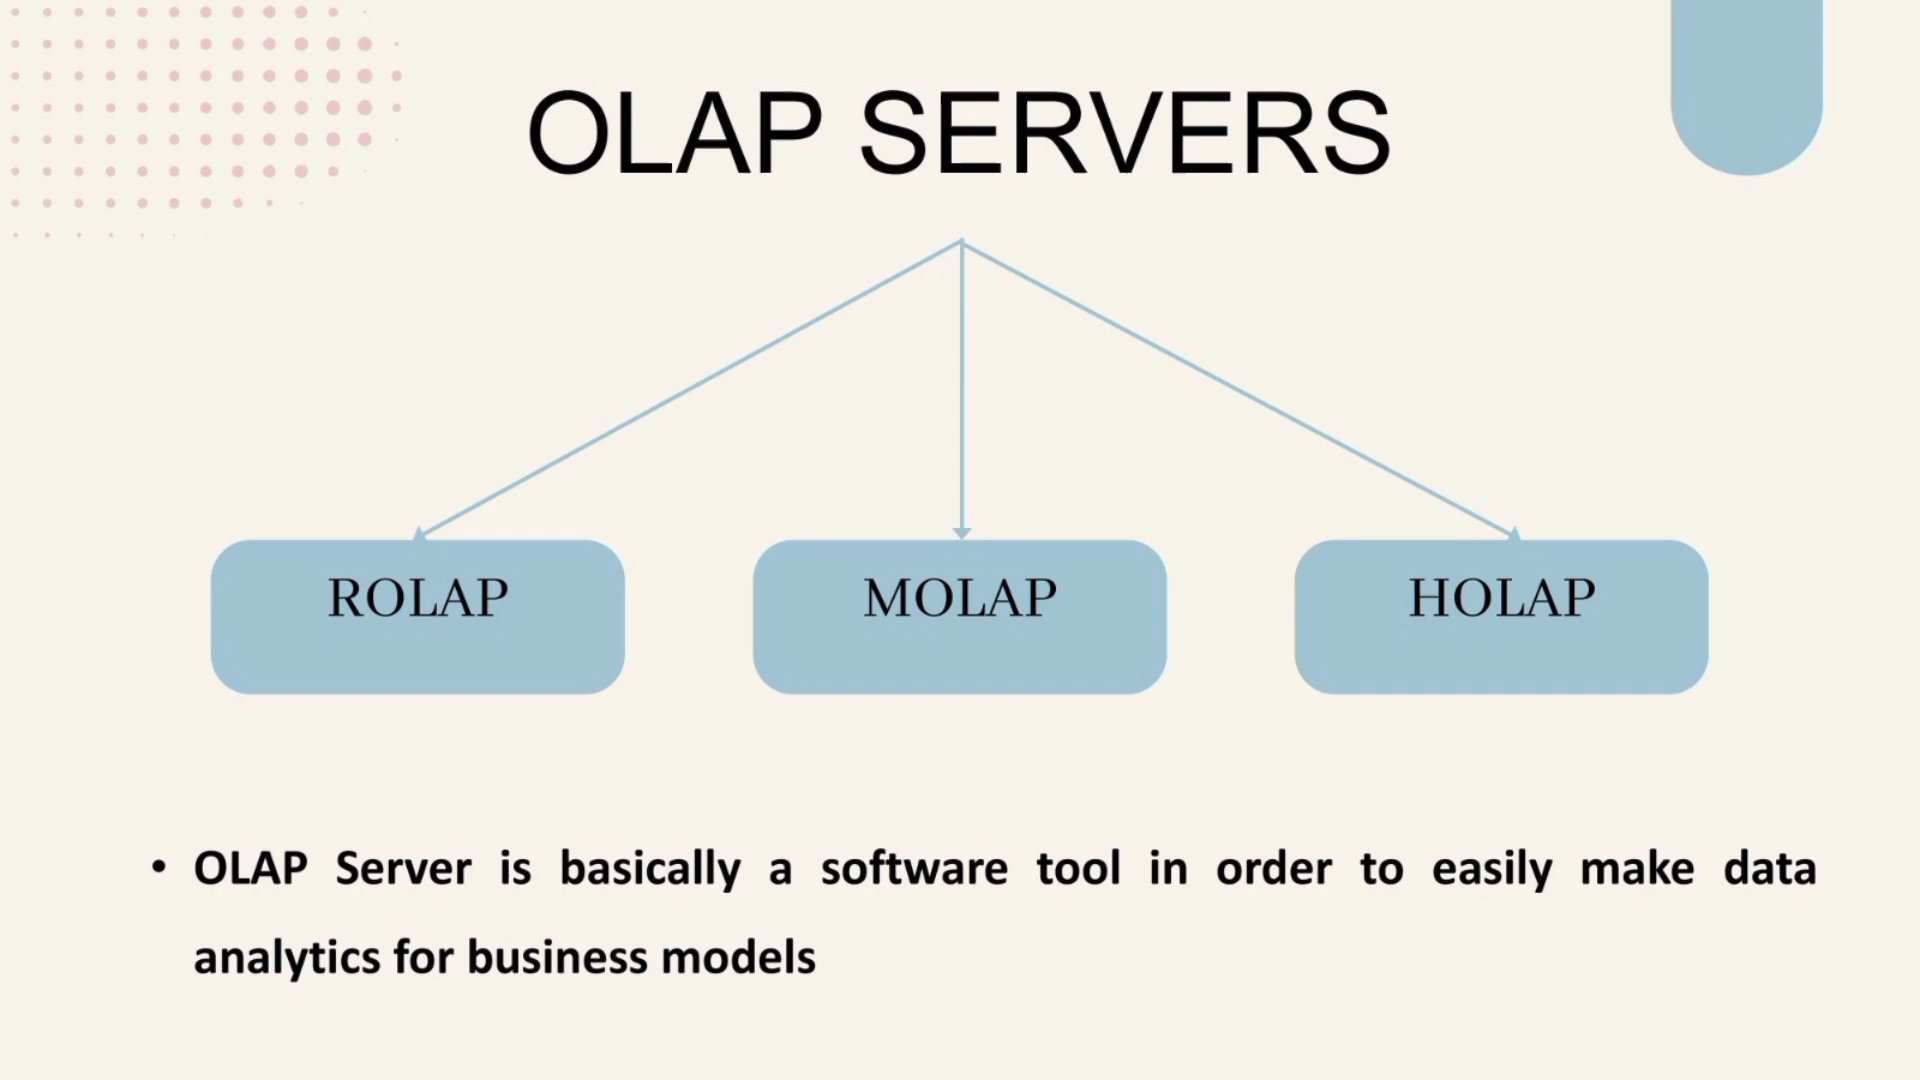 OLAP SERVERS
ROLAP
MOLAP
HOLAP
• OLAP Server is basically a software tool in order to easily make data
analytics for business models